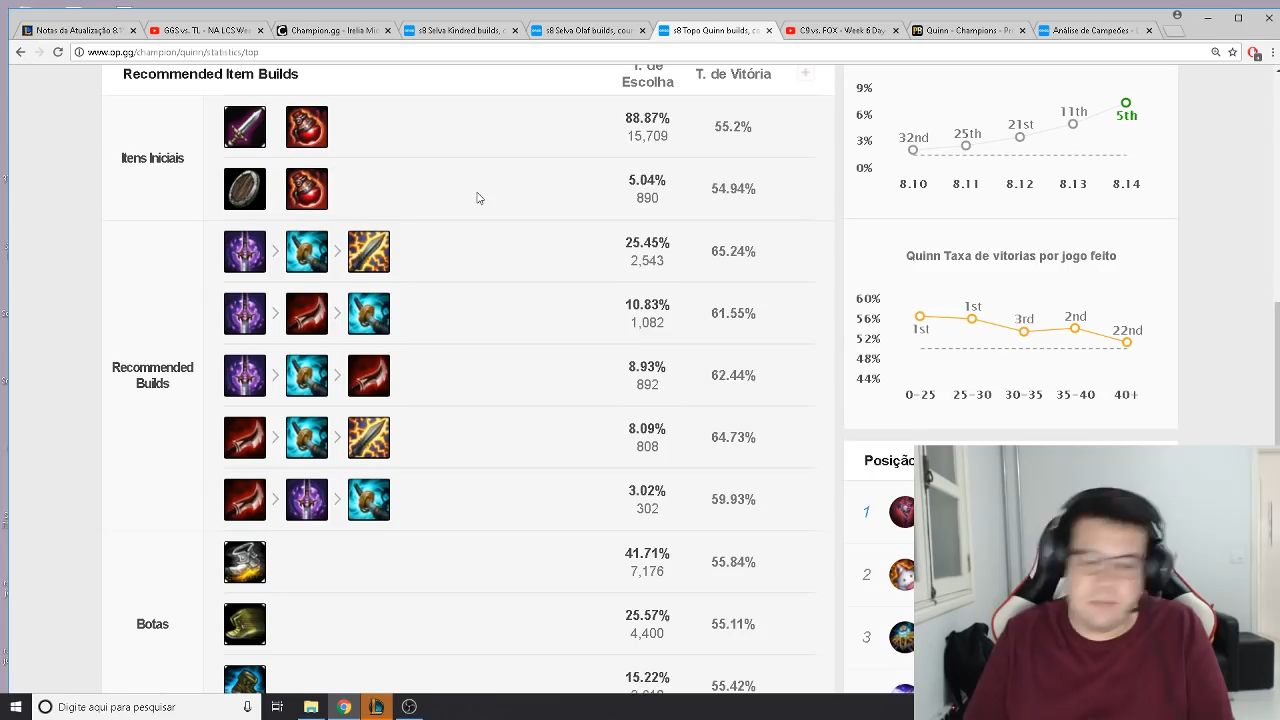 Notas da Atualização 8.1
GGS vs. TL - NALCS Wee
Champion.gg - Irelia Mic
s8 Selva Kindred builds,
s8 Selva Olaf builds, cou
s8 Topo Quinn builds, co
C9 vs. FOX - Week 6 Day
Quinn - Champions - Pr
Análise de Campeões - L
www.op.gg/champion/quinn/statistics/top
Recommended Item Builds
T. de
Escolha
T. de Vitória
Itens Iniciais
88.87%
15,709
55.2%
5.04%
890
54.94%
Recommended
Builds
25.45%
2,543
65.24%
10.83%
1,082
61.55%
8.93%
892
62.44%
8.09%
808
64.73%
3.02%
302
59.93%
Botas
41.71%
7,176
55.84%
25.57%
4,400
55.11%
15.22%
55.42%
9%
6%
3%
0%
32nd
25th
21st
11th
5th
8.10
8.11
8.12
8.13
8.14
Quinn Taxa de vitorias por jogo feito
60%
56%
52%
48%
44%
1st
1st
3rd
2nd
22nd
0-25
25-30
30-35
35-40
40+
Posição
1
2
3
Digite aqui para pesquisar